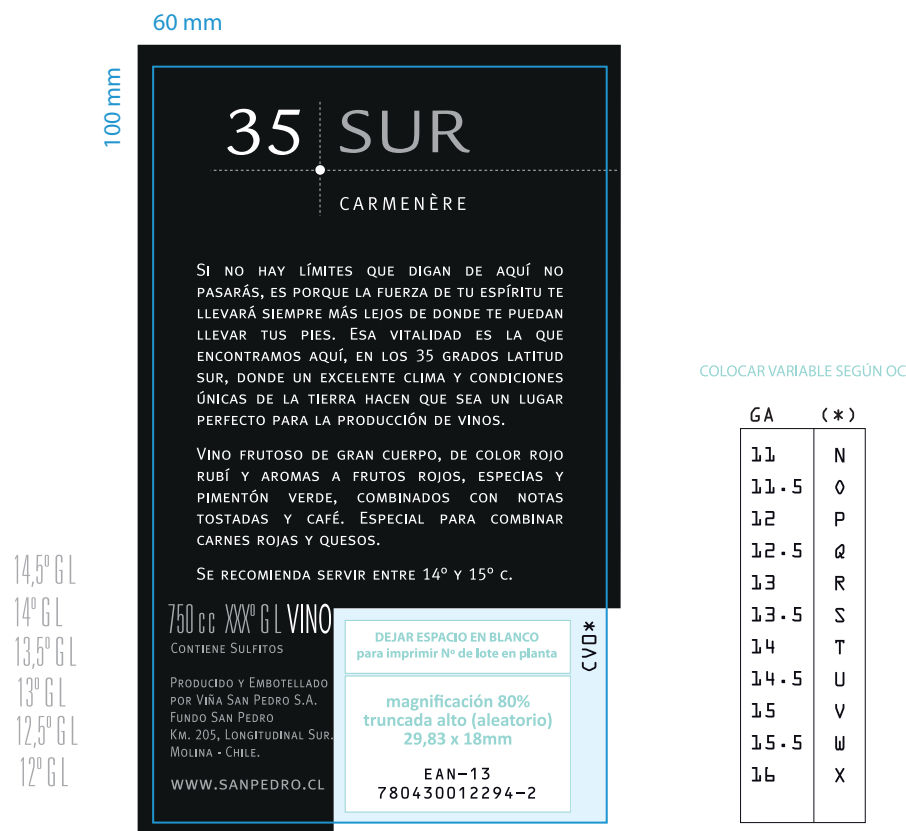 60 mm
100 mm
35 SUR
CARMENÈRE
SI NO HAY LÍMITES QUE DIGAN DE AQUÍ NO
PASARÁS, ES PORQUE LA FUERZA DE TU ESPÍRITU TE
LLEVARÁ SIEMPRE MÁS LEJOS DE DONDE TE PUEDAN
LLEVAR TUS PIES. ESA VITALIDAD ES LA QUE
ENCONTRAMOS AQUÍ, EN LOS 35 GRADOS LATITUD
SUR, DONDE UN EXCELENTE CLIMA Y CONDICIONES
ÚNICAS DE LA TIERRA HACEN QUE SEA UN LUGAR
PERFECTO PARA LA PRODUCCIÓN DE VINOS.
VINO FRUTOSO DE GRAN CUERPO, DE COLOR ROJO
RUBÍ Y AROMAS A FRUTOS ROJOS, ESPECIAS Y
PIMENTÓN VERDE, COMBINADOS CON NOTAS
TOSTADAS Y CAFÉ. ESPECIAL PARA COMBINAR
CARNES ROJAS Y QUESOS.
SE RECOMIENDA SERVIR ENTRE 14° Y 15° C.
750 cc XXXº G L VINO
CONTIENE SULFITOS
PRODUCIDO Y EMBOTELLADO
POR VIÑA SAN PEDRO S.A.
FUNDO SAN PEDRO
KM. 205, LONGITUDINAL SUR.
MOLINA - CHILE.
WWW.SANPEDRO.CL
DEJAR ESPACIO EN BLANCO
para imprimir Nº de lote en planta
CVO*
magnificación 80%
truncada alto (aleatorio)
29,83 x 18mm
EAN-13
780430012294-2
14,5º G L
14º G L
13,5º G L
13º G L
12,5º G L
12º G L
COLOCAR VARIABLE SEGÚN OC
GA (*)
11 N
11.5 O
12 P
12.5 Q
13 R
13.5 S
14 T
14.5 U
15 V
15.5 W
16 X